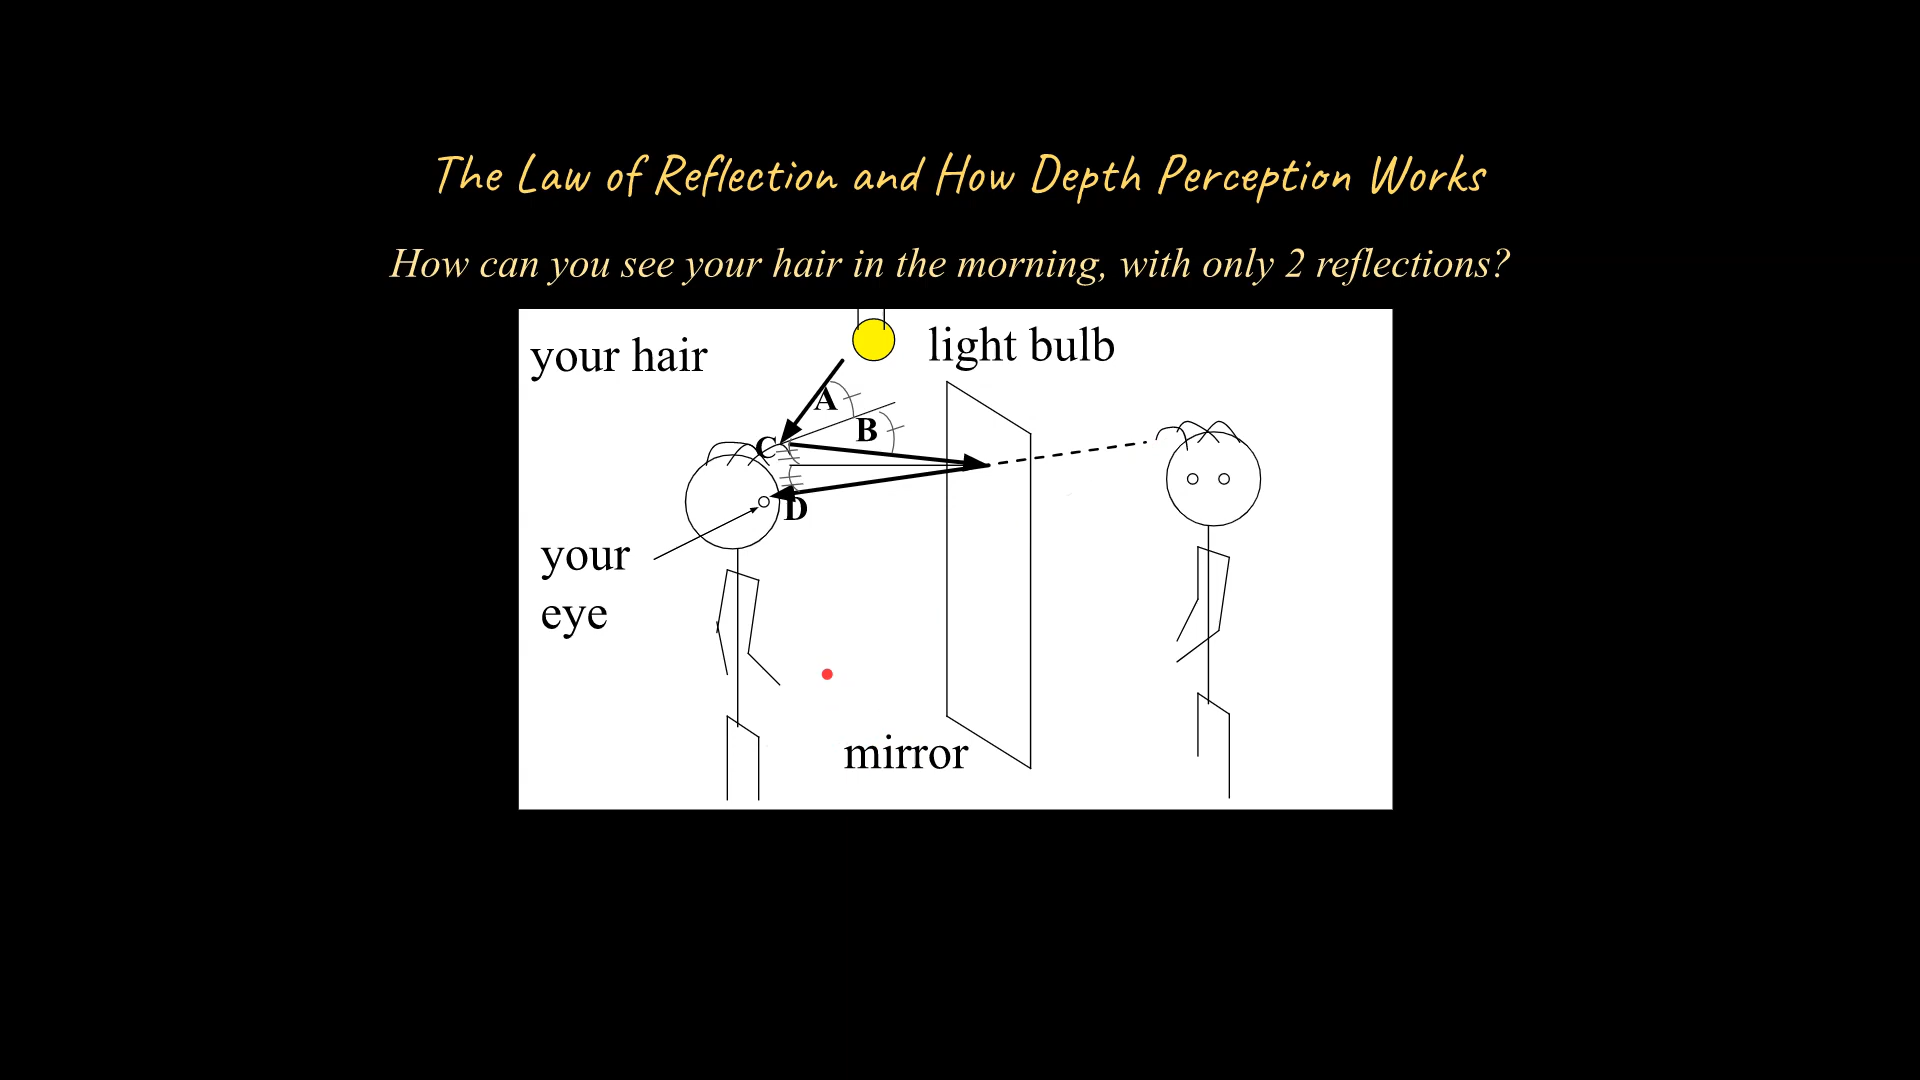 The Law of Reflection and How Depth Perception Works
How can you see your hair in the morning, with only 2 reflections?
your hair
light bulb
A
B
C
D
your
eye
mirror